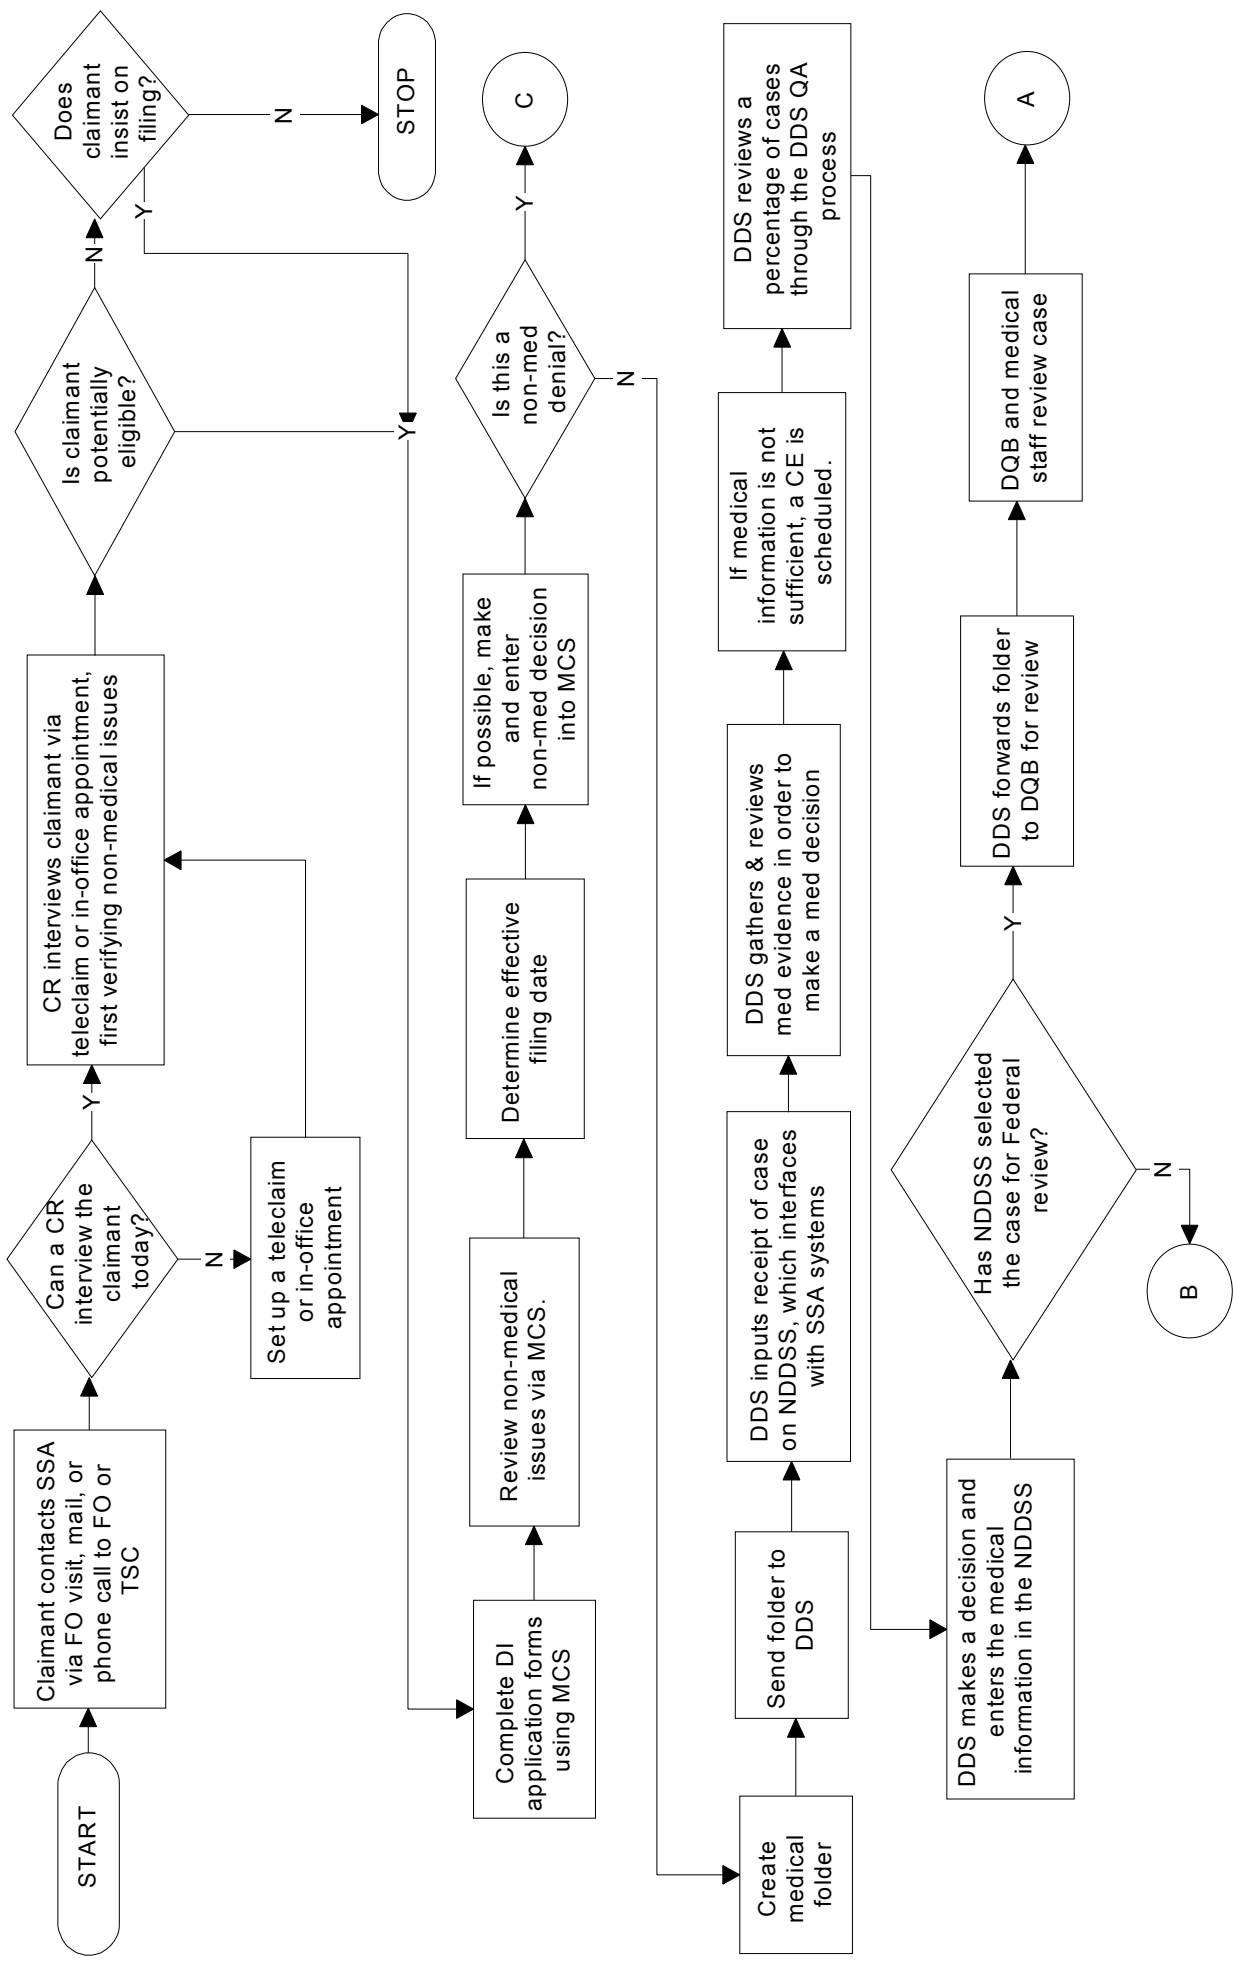 START
Claimant contacts SSA
via FO visit, mail, or
phone call to FO or
TSC
Can a CR
interview the
claimant
today?
Y
N
Set up a teleclaim
or in-office
appointment
CR interviews claimant via
teleclaim or in-office appointment,
first verifying non-medical issues
Is claimant
potentially
eligible?
N
Y
Does
claimant
insist on
filing?
Y
N
STOP
Complete DI
application forms
using MCS
Review non-medical
issues via MCS.
Determine effective
filing date
If possible, make
and enter
non-med decision
into MCS
Is this a
non-med
denial?
Y
C
N
Create
medical
folder
Send folder to
DDS
DDS inputs receipt of case
on NDDSS, which interfaces
with SSA systems
DDS gathers & reviews
med evidence in order to
make a med decision
If medical
information is not
sufficient, a CE is
scheduled.
DDS reviews a
percentage of cases
through the DDS QA
process
DDS makes a decision and
enters the medical
information in the NDDSS
Has NDDSS selected
the case for Federal
review?
N
B
Y
DDS forwards folder
to DQB for review
DQB and medical
staff review case
A